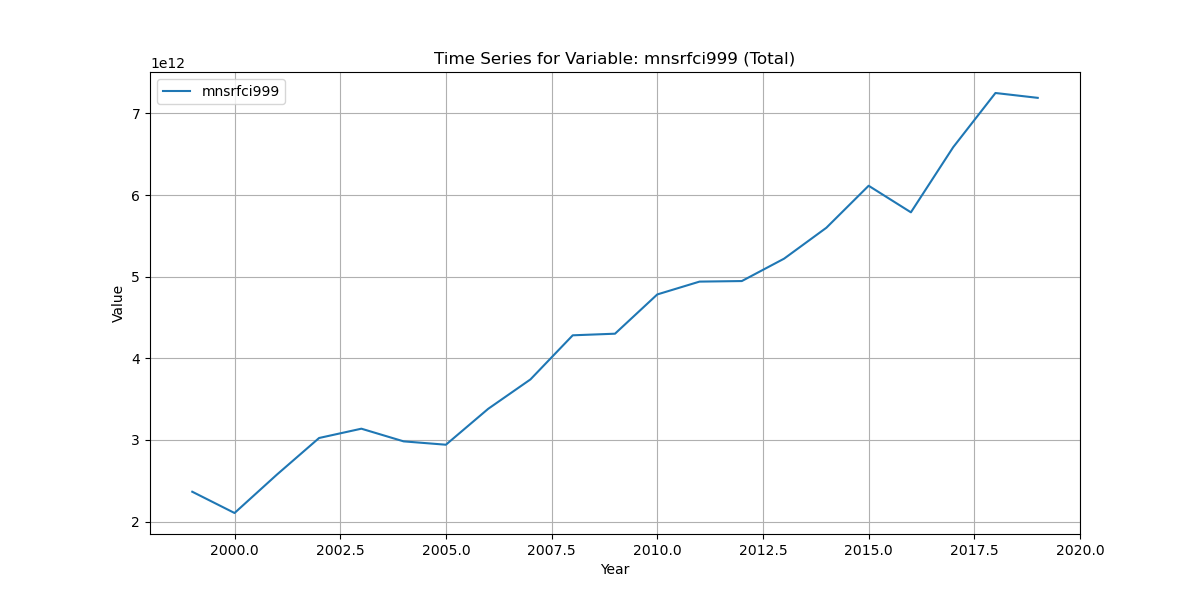 Time Series for Variable: mnsrfci999 (Total)
1e12
mnsrfci999
7
6
5
4
3
2
Value
2000.0 2002.5 2005.0 2007.5 2010.0 2012.5 2015.0 2017.5 2020.0
Year